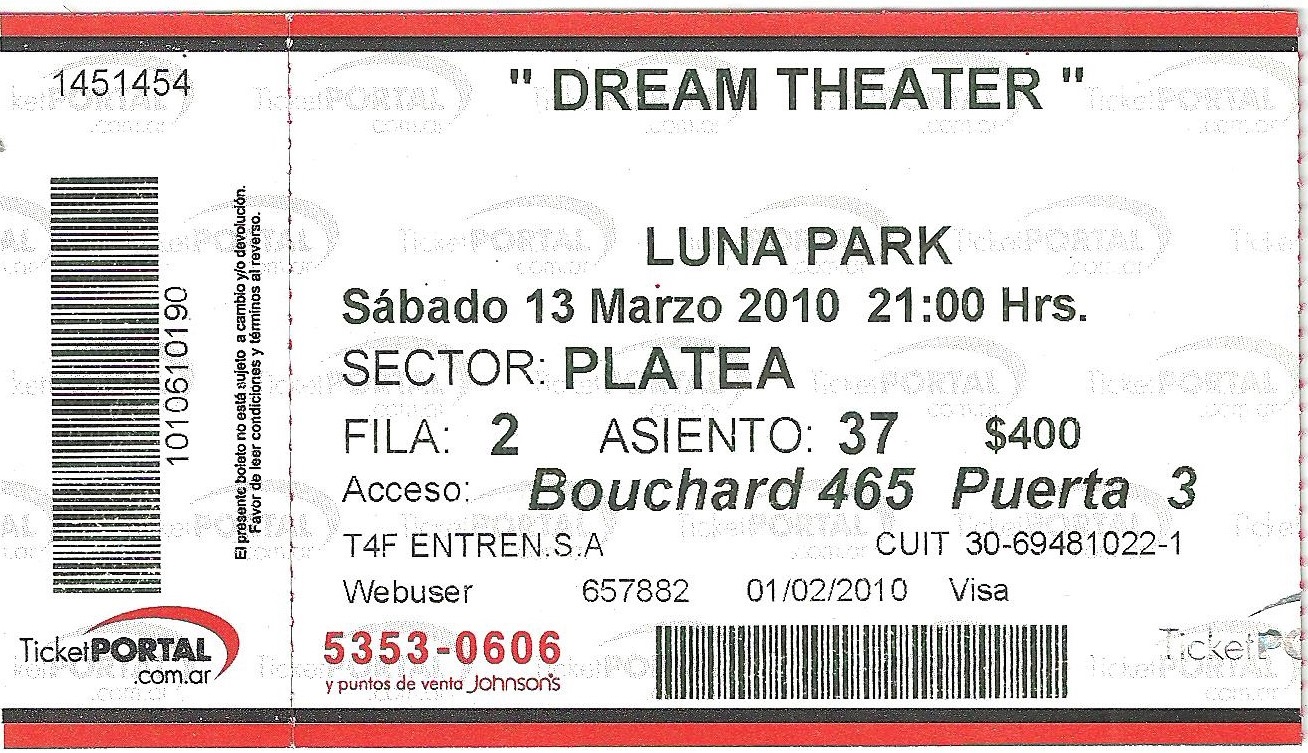 1451454
1010610190
El presente boleto no está sujeto a cambio y/o devolución.
Favor de leer condiciones y términos al reverso.
TicketPORTAL
.com.ar
" DREAM THEATER "
LUNA PARK
Sábado 13 Marzo 2010 21:00 Hrs.
SECTOR: PLATEA
FILA: 2 ASIENTO: 37 $400
Acceso: Bouchard 465 Puerta 3
T4F ENTREN.S.A CUIT 30-69481022-1
Webuser 657882 01/02/2010 Visa
5353-0606
y puntos de venta Johnson's
TicketPO